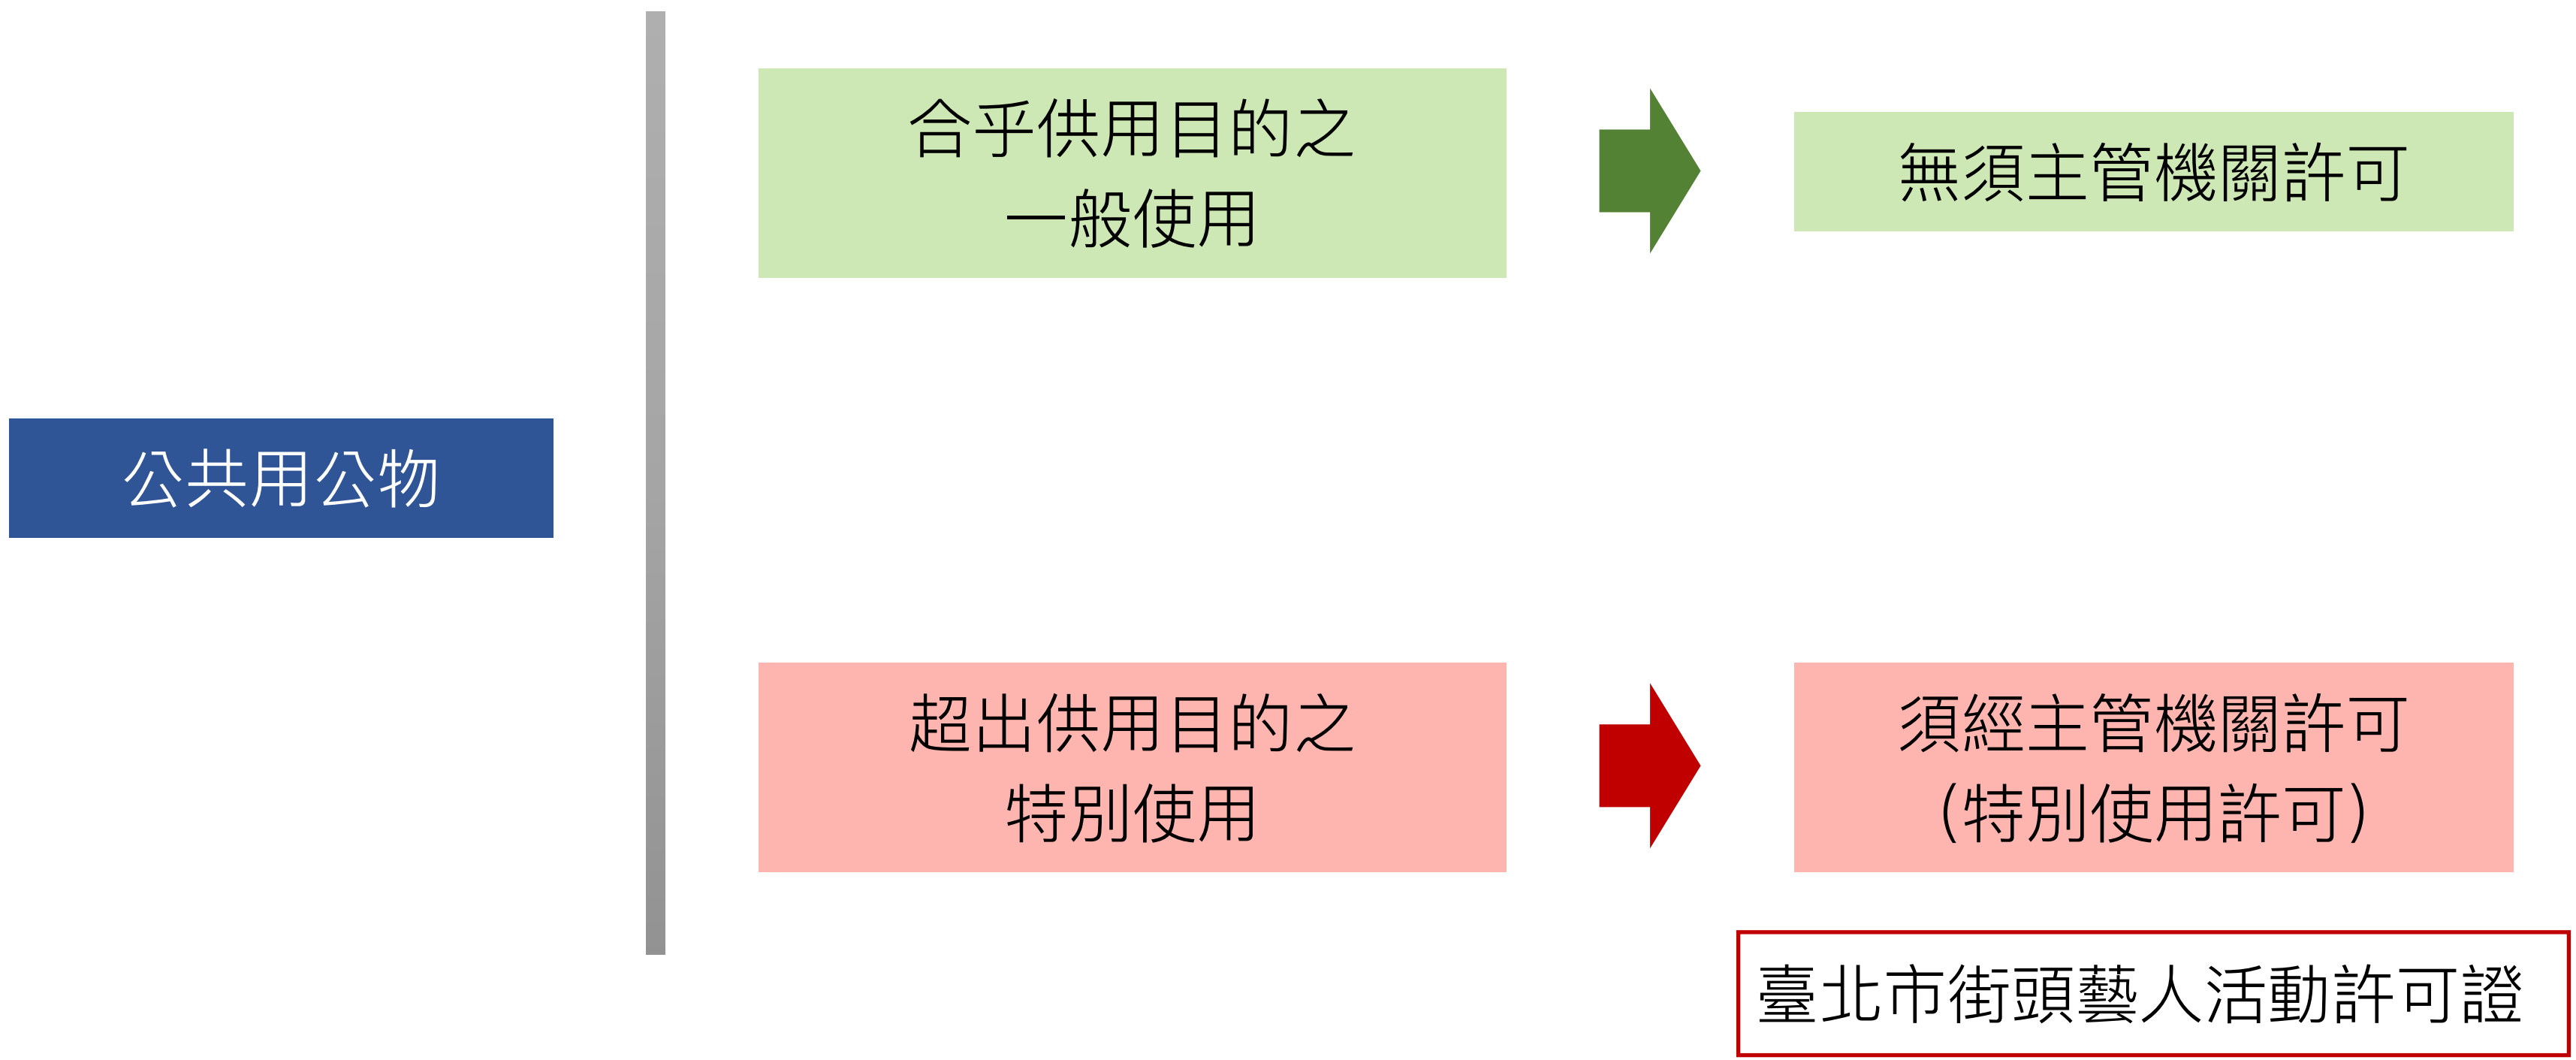 公共用公物
合乎供用目的之
一般使用
無須主管機關許可
超出供用目的之
特別使用
須經主管機關許可
(特別使用許可)
臺北市街頭藝人活動許可證